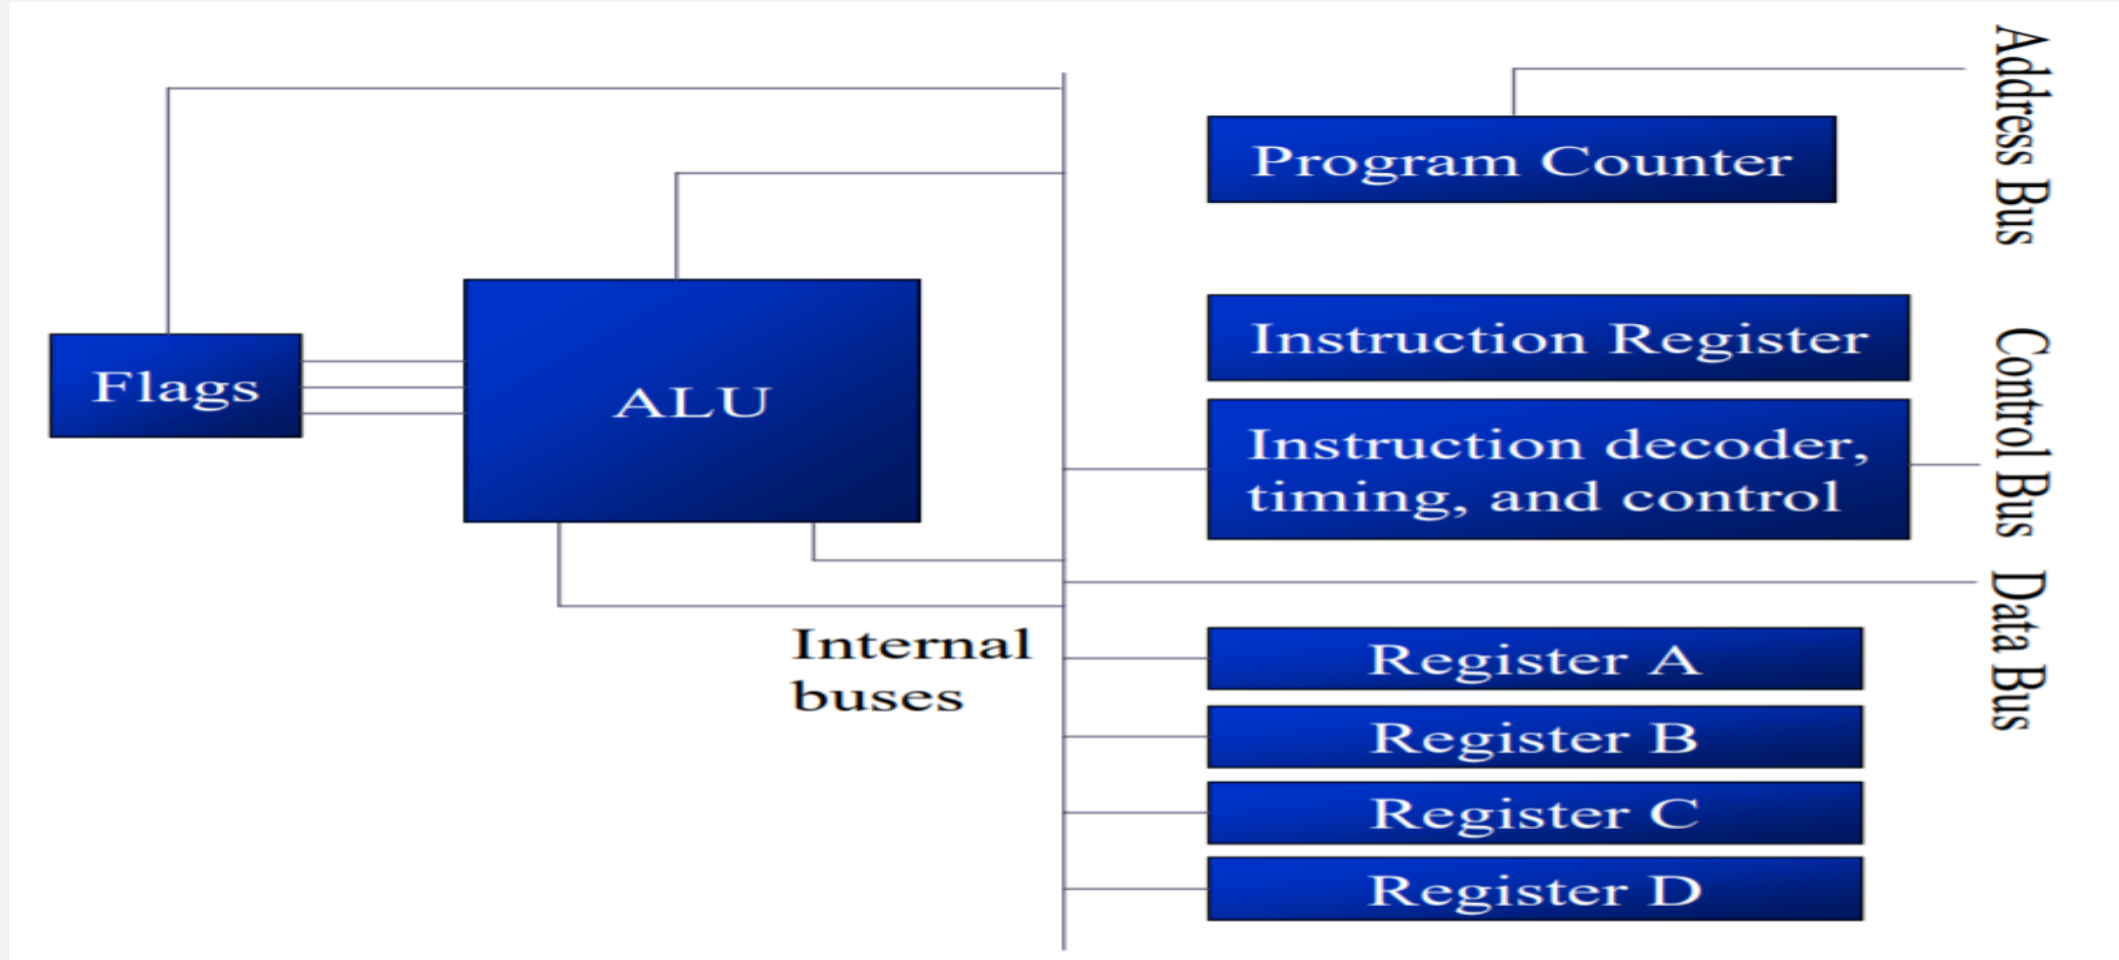 Flags
ALU
Internal
buses
Program Counter
Instruction Register
Instruction decoder,
timing, and control
Register A
Register B
Register C
Register D
Address Bus
Control Bus
Data Bus